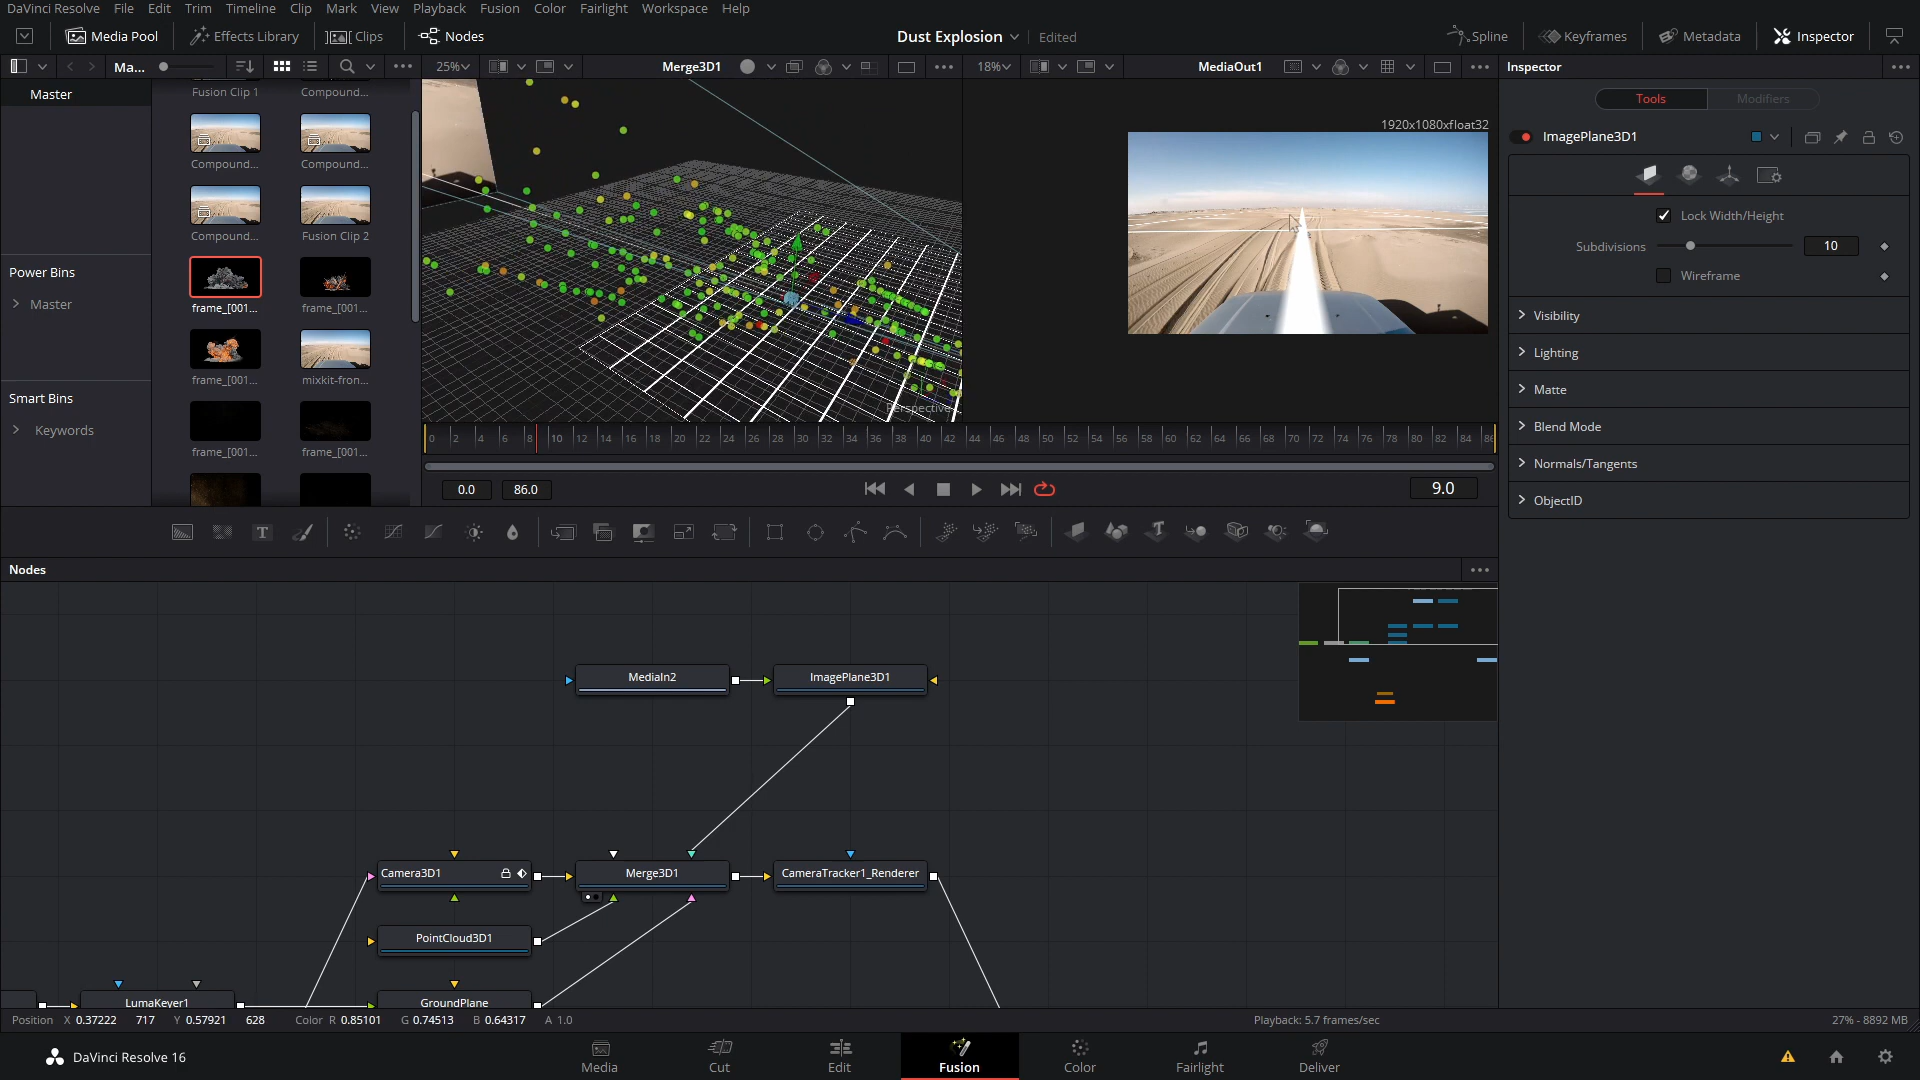 DaVinci Resolve File Edit Trim Timeline Clip Mark View Playback Fusion Color Fairlight Workspace Help
Media Pool Effects Library Clips Nodes Dust Explosion Edited Spline Keyframes Metadata Inspector
Ma... 25% Merge3D1 18% MediaOut1 Inspector
Master
Fusion Clip 1 Compound...
Compound... Compound...
Compound... Fusion Clip 2
Power Bins
Master
frame_[001... frame_[001...
frame_[001... mixkit-fron...
Smart Bins
Keywords
frame_[001... frame_[001...
Perspective
1920x1080xfloat32
Tools Modifiers
ImagePlane3D1
Lock Width/Height
Subdivisions 10
Wireframe
Visibility
Lighting
Matte
Blend Mode
Normals/Tangents
ObjectID
0 2 4 6 8 10 12 14 16 18 20 22 24 26 28 30 32 34 36 38 40 42 44 46 48 50 52 54 56 58 60 62 64 66 68 70 72 74 76 78 80 82 84 86
0.0 86.0 9.0
Nodes
MediaIn2 ImagePlane3D1
Camera3D1 Merge3D1 CameraTracker1_Renderer
PointCloud3D1
LumaKeyer1 GroundPlane
Position X 0.37222 717 Y 0.57921 628 Color R 0.85101 G 0.74513 B 0.64317 A 1.0 Playback: 5.7 frames/sec 27% - 8892 MB
DaVinci Resolve 16 Media Cut Edit Fusion Color Fairlight Deliver